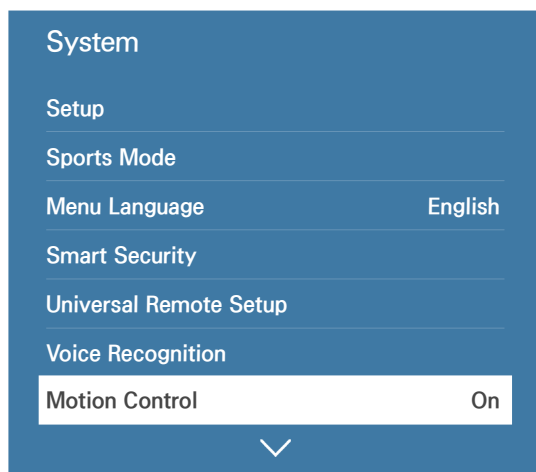 System
Setup
Sports Mode
Menu Language English
Smart Security
Universal Remote Setup
Voice Recognition
Motion Control On